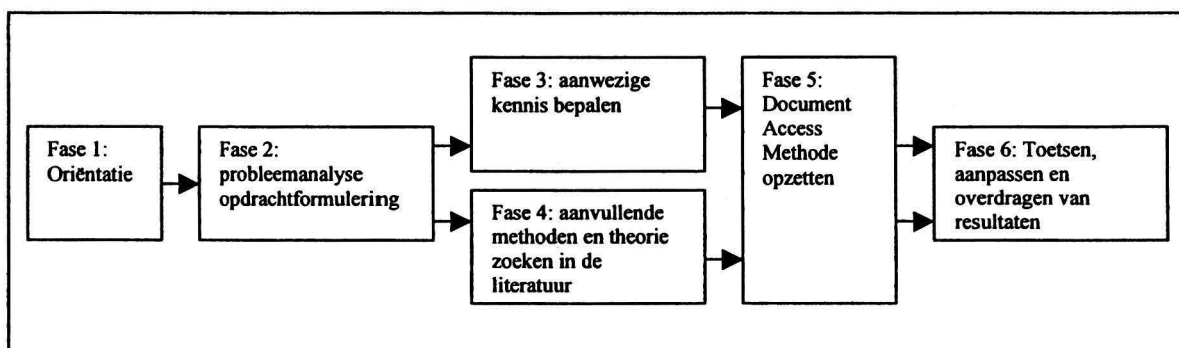 Fase 1:
Oriëntatie
Fase 2:
probleemanalyse
opdrachtformulering
Fase 3: aanwezige
kennis bepalen
Fase 4: aanvullende
methoden en theorie
zoeken in de
literatuur
Fase 5:
Document
Access
Methode
opzetten
Fase 6: Toetsen,
aanpassen en
overdragen van
resultaten